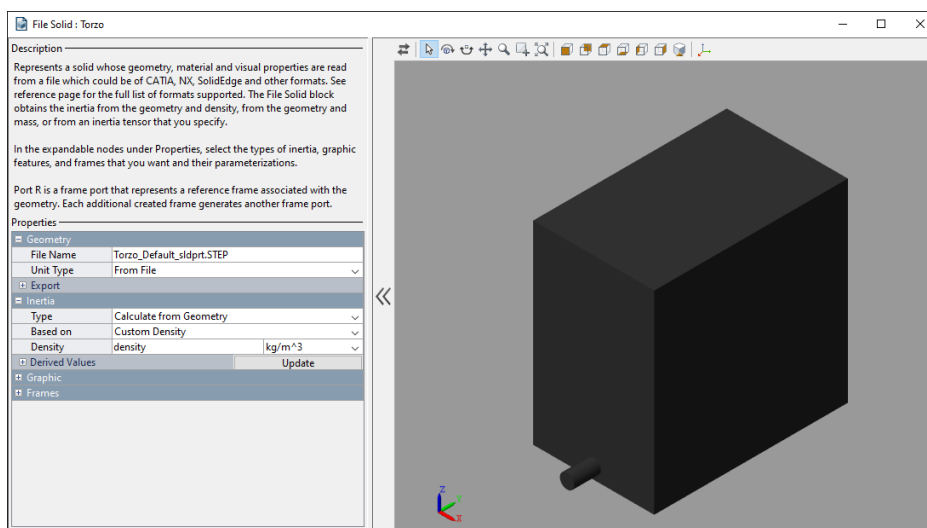 File Solid : Torzo
Description
Represents a solid whose geometry, material and visual properties are read
from a file which could be of CATIA, NX, SolidEdge and other formats. See
reference page for the full list of formats supported. The File Solid block
obtains the inertia from the geometry and density, from the geometry and
mass, or from an inertia tensor that you specify.
In the expandable nodes under Properties, select the types of inertia, graphic
features, and frames that you want and their parameterizations.
Port R is a frame port that represents a reference frame associated with the
geometry. Each additional created frame generates another frame port.
Properties
Geometry
File Name Torzo_Default_sldprt.STEP
Unit Type From File
Export
Inertia
Type Calculate from Geometry
Based on Custom Density
Density density kg/m^3
Derived Values Update
Graphic
Frames
Z
Y
X